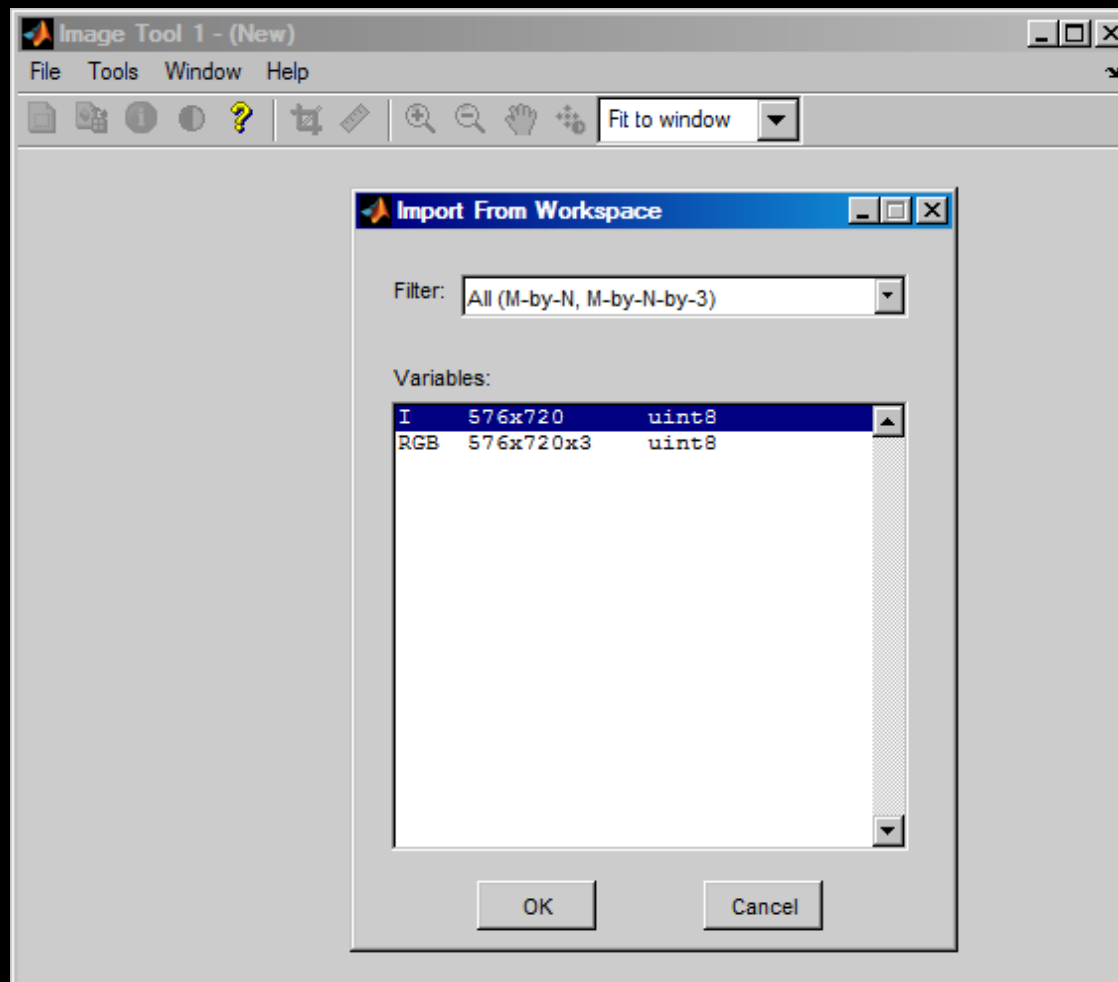 Image Tool 1 - (New)
File Tools Window Help
Fit to window
Import From Workspace
Filter: All (M-by-N, M-by-N-by-3)
Variables:
I 576x720 uint8
RGB 576x720x3 uint8
OK Cancel